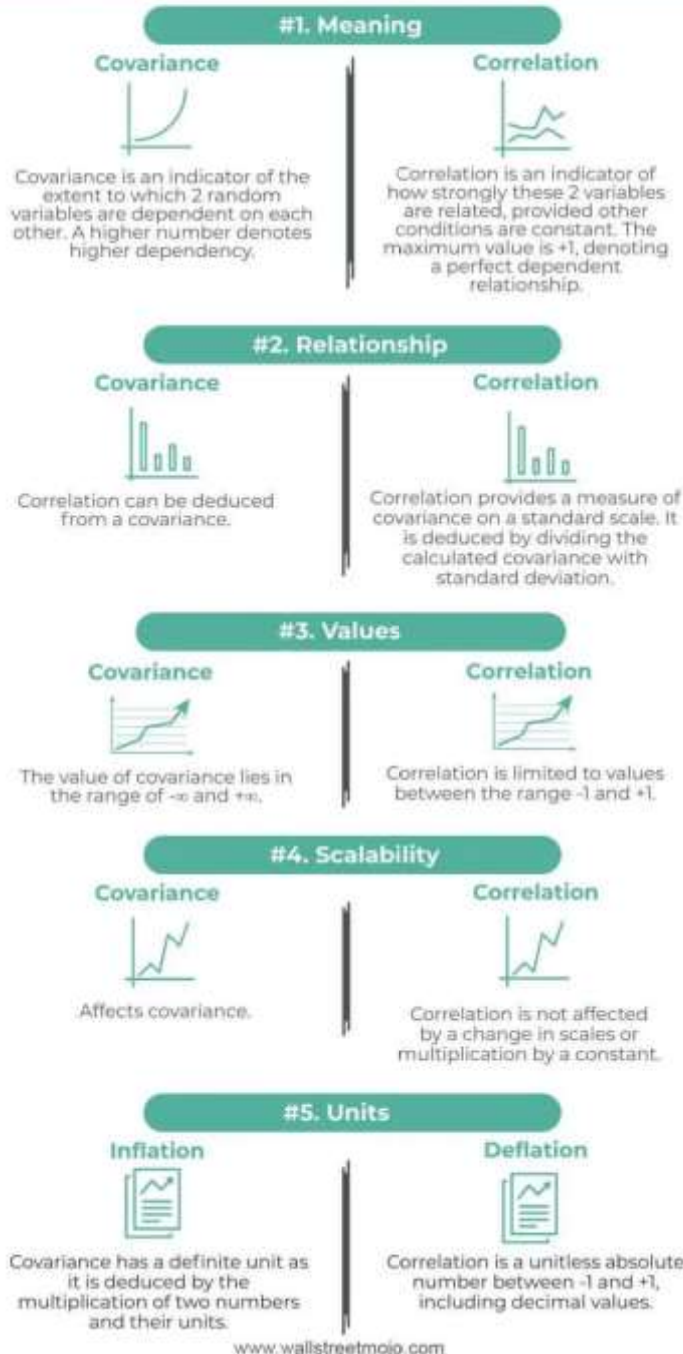 #1. Meaning
Covariance
Covariance is an indicator of the
extent to which 2 random
variables are dependent on each
other. A higher number denotes
higher dependency.
Correlation
Correlation is an indicator of
how strongly these 2 variables
are related, provided other
conditions are constant. The
maximum value is +1, denoting
a perfect dependent
relationship.
#2. Relationship
Covariance
Correlation can be deduced
from a covariance.
Correlation
Correlation provides a measure of
covariance on a standard scale. It
is deduced by dividing the
calculated covariance with
standard deviation.
#3. Values
Covariance
The value of covariance lies in
the range of -∞ and +∞.
Correlation
Correlation is limited to values
between the range -1 and +1.
#4. Scalability
Covariance
Affects covariance.
Correlation
Correlation is not affected
by a change in scales or
multiplication by a constant.
#5. Units
Inflation
Covariance has a definite unit as
it is deduced by the
multiplication of two numbers
and their units.
Deflation
Correlation is a unitless absolute
number between -1 and +1,
including decimal values.
www.wallstreetmojo.com